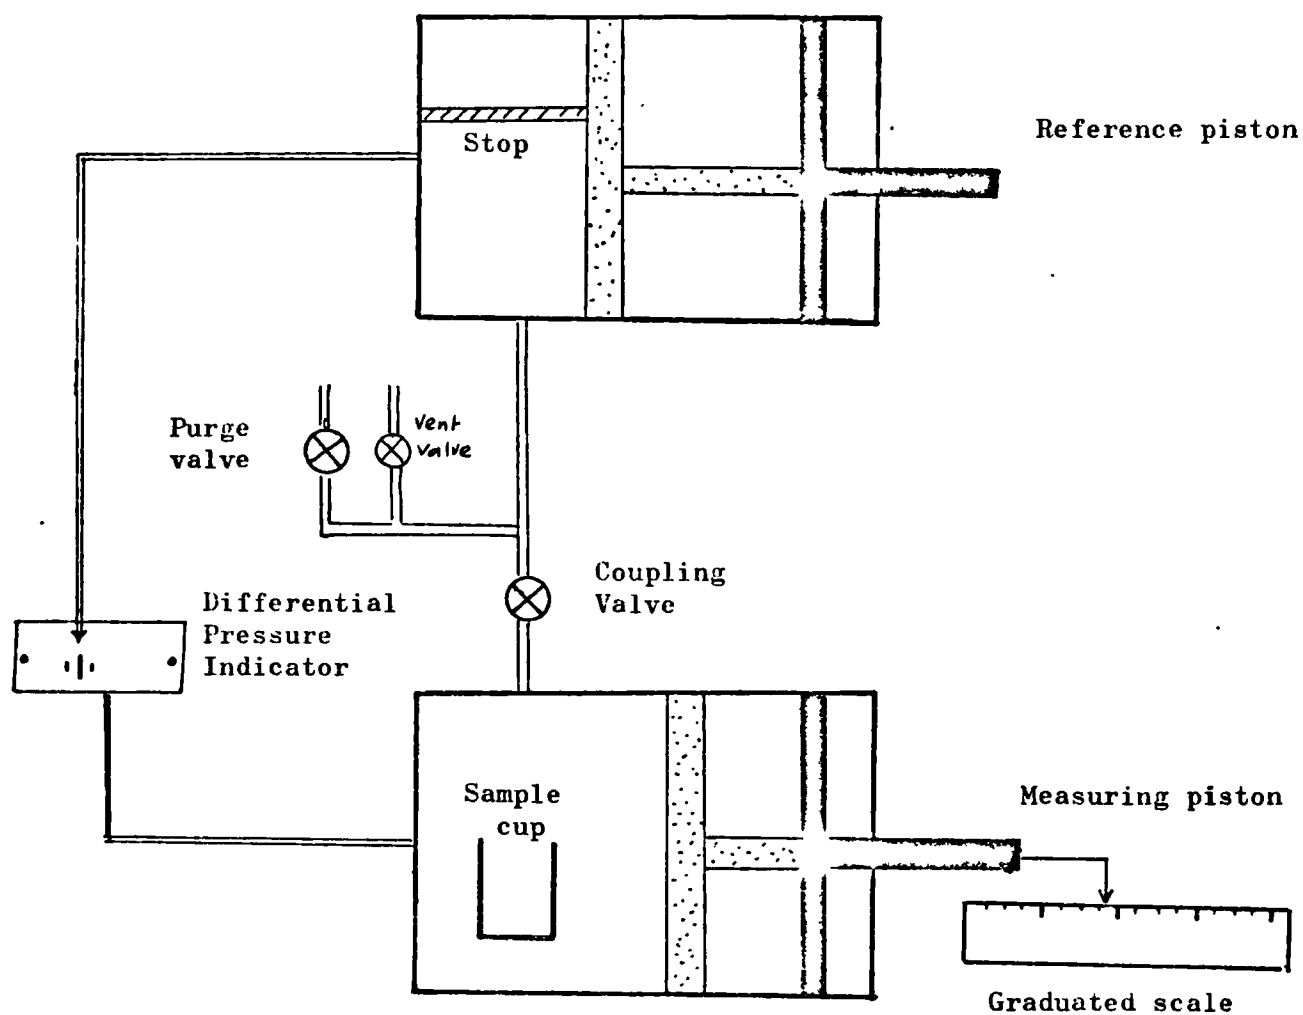 Stop
Reference piston
Purge
valve
vent
valve
Coupling
Valve
Differential
Pressure
Indicator
Sample
cup
Measuring piston
Graduated scale